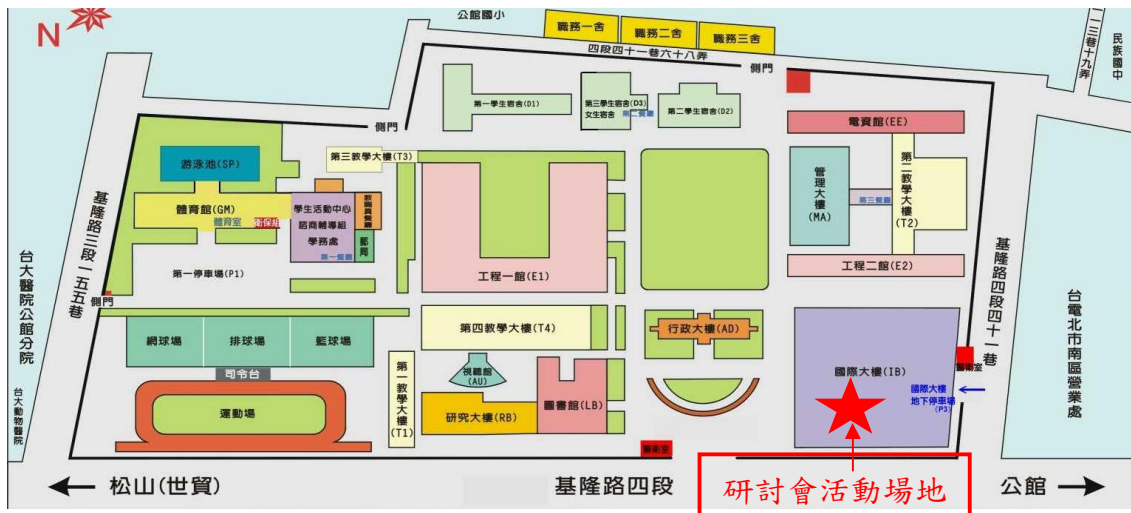 N
公館國小
職務一舍
職務二舍
職務三舍
四段四十一巷六十八弄
側門
一一三巷十九弄
民族國中
第一學生宿舍(D1)
第三學生宿舍(D3)
女生宿舍
第二餐廳
第二學生宿舍(D2)
電資館(EE)
側門
第三教學大樓(T3)
游泳池(SP)
體育館(GM)
體育室
衛保組
學生活動中心
諮商輔導組
學務處
第一餐廳
教職員餐廳
郵局
管理大樓
(MA)
第三餐廳
第二教學大樓
(T2)
基隆路三段一五五巷
台大醫院公館分院
台大動物醫院
第一停車場(P1)
側門
工程一館(E1)
工程二館(E2)
基隆路四段四十一巷
台電北市南區營業處
網球場
排球場
籃球場
司令台
運動場
第一教學大樓
(T1)
第四教學大樓(T4)
視聽館
(AU)
研究大樓(RB)
圖書館(LB)
行政大樓(AD)
國際大樓(IB)
警衛室
國際大樓
地下停車場
(P3)
警衛室
松山(世貿)
基隆路四段
研討會活動場地
公館